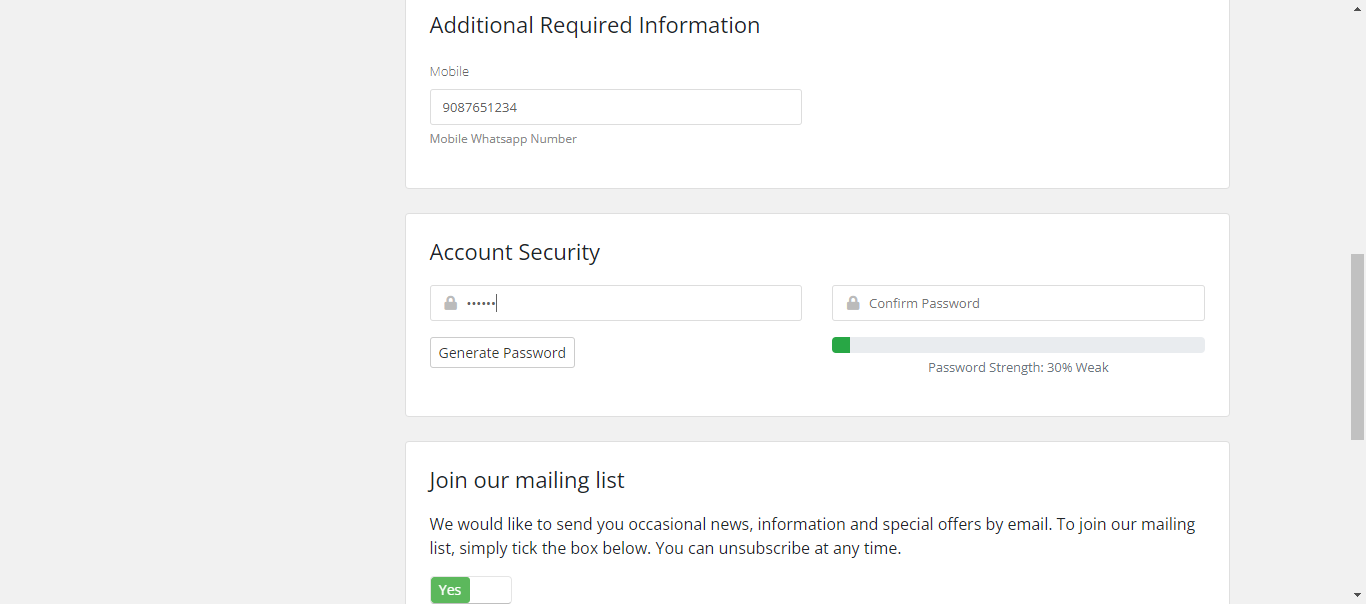 Additional Required Information
Mobile
9087651234
Mobile Whatsapp Number
Account Security
••••••
Confirm Password
Generate Password
Password Strength: 30% Weak
Join our mailing list
We would like to send you occasional news, information and special offers by email. To join our mailing
list, simply tick the box below. You can unsubscribe at any time.
Yes